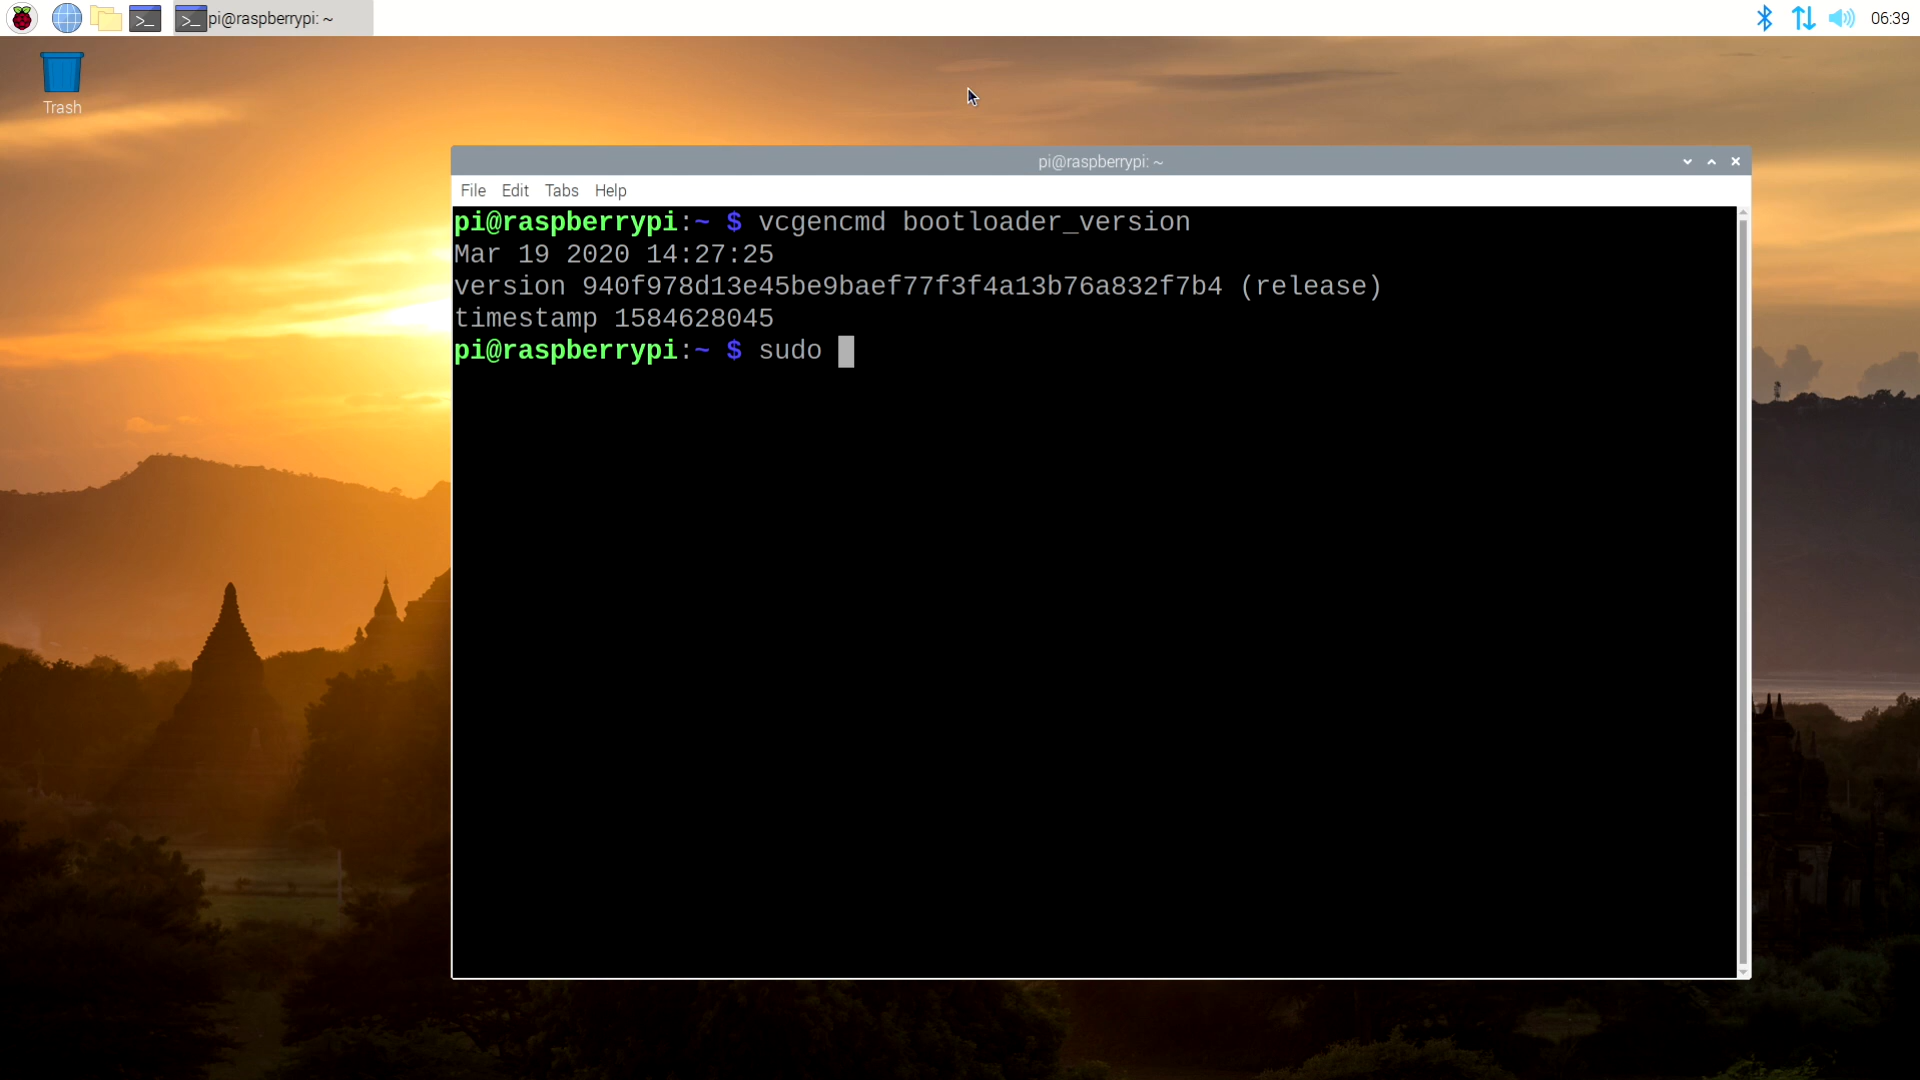 pi@raspberrypi: ~
06:39
Trash
pi@raspberrypi: ~
File Edit Tabs Help
pi@raspberrypi:~ $ vcgencmd bootloader_version
Mar 19 2020 14:27:25
version 940f978d13e45be9baef77f3f4a13b76a832f7b4 (release)
timestamp 1584628045
pi@raspberrypi:~ $ sudo